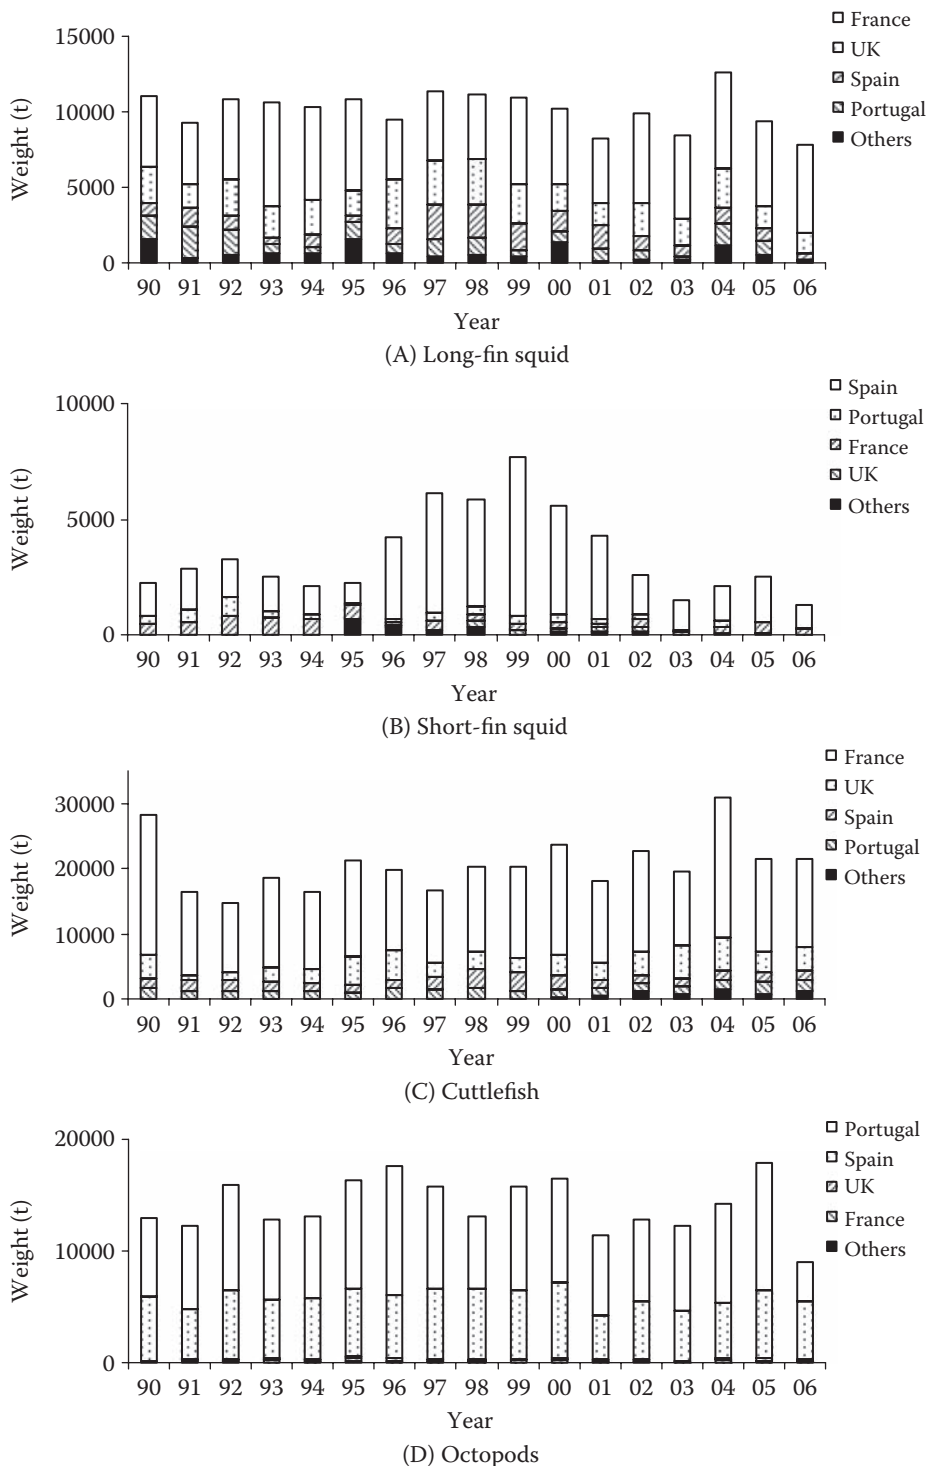 France
UK
Spain
Portugal
Others
15000
10000
5000
0
Weight (t)
90 91 92 93 94 95 96 97 98 99 00 01 02 03 04 05 06
Year
(A) Long-fin squid
Spain
Portugal
France
UK
Others
10000
5000
0
Weight (t)
90 91 92 93 94 95 96 97 98 99 00 01 02 03 04 05 06
Year
(B) Short-fin squid
France
UK
Spain
Portugal
Others
30000
20000
10000
0
Weight (t)
90 91 92 93 94 95 96 97 98 99 00 01 02 03 04 05 06
Year
(C) Cuttlefish
Portugal
Spain
UK
France
Others
20000
10000
0
Weight (t)
90 91 92 93 94 95 96 97 98 99 00 01 02 03 04 05 06
Year
(D) Octopods